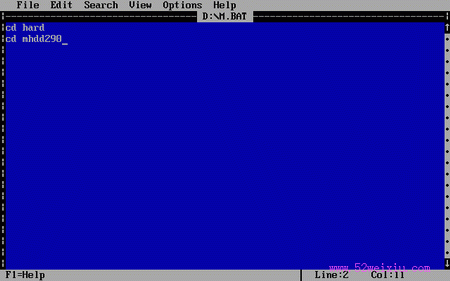 File Edit Search View Options Help
D:\M.BAT
cd hard
cd mhdd290_
www.52weixiu.com
F1=Help Line:2 Col:11